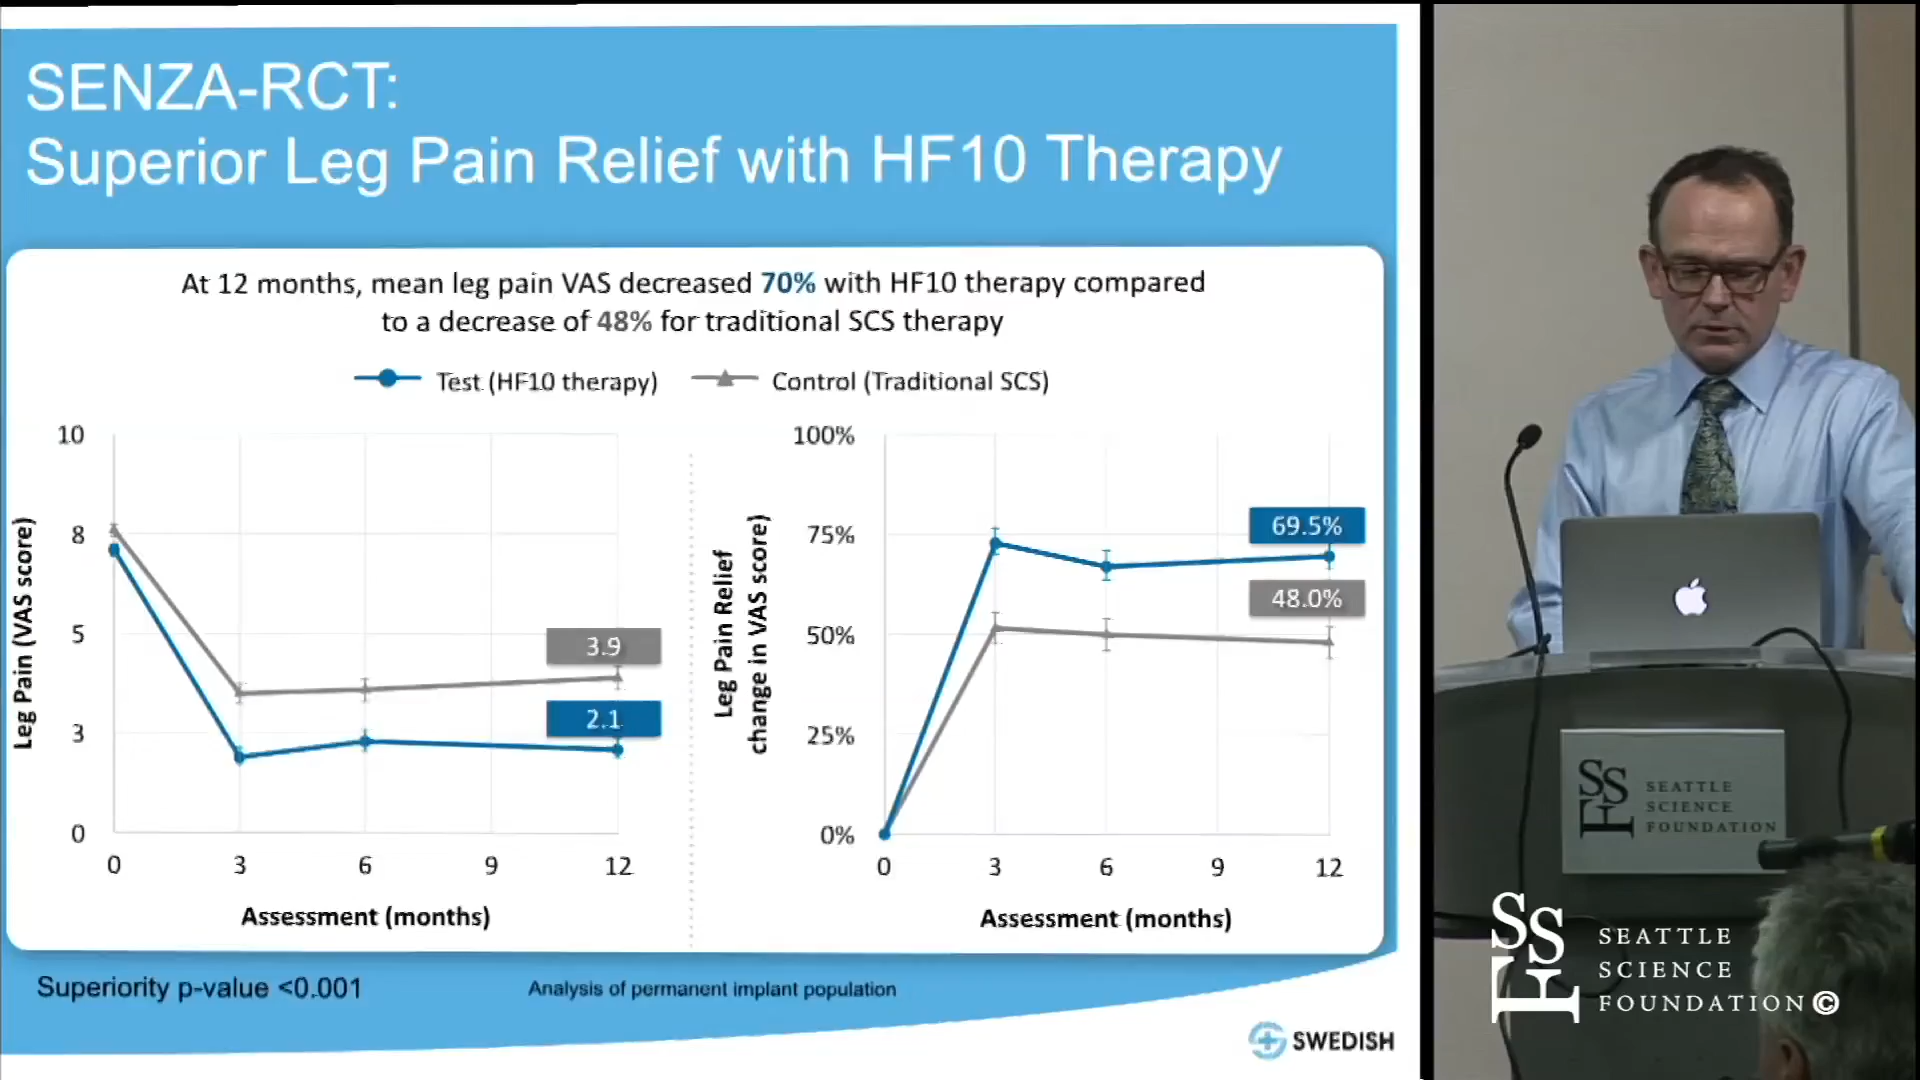 SENZA-RCT:
Superior Leg Pain Relief with HF10 Therapy
At 12 months, mean leg pain VAS decreased 70% with HF10 therapy compared
to a decrease of 48% for traditional SCS therapy
Test (HF10 therapy)
Control (Traditional SCS)
10
8
5
3
0
Leg Pain (VAS score)
3.9
2.1
0
3
6
9
12
Assessment (months)
100%
75%
50%
25%
0%
Leg Pain Relief
change in VAS score)
69.5%
48.0%
0
3
6
9
12
Assessment (months)
Superiority p-value <0.001
Analysis of permanent implant population
SWEDISH
SSF
SEATTLE
SCIENCE
FOUNDATION
SSF
SEATTLE
SCIENCE
FOUNDATION©